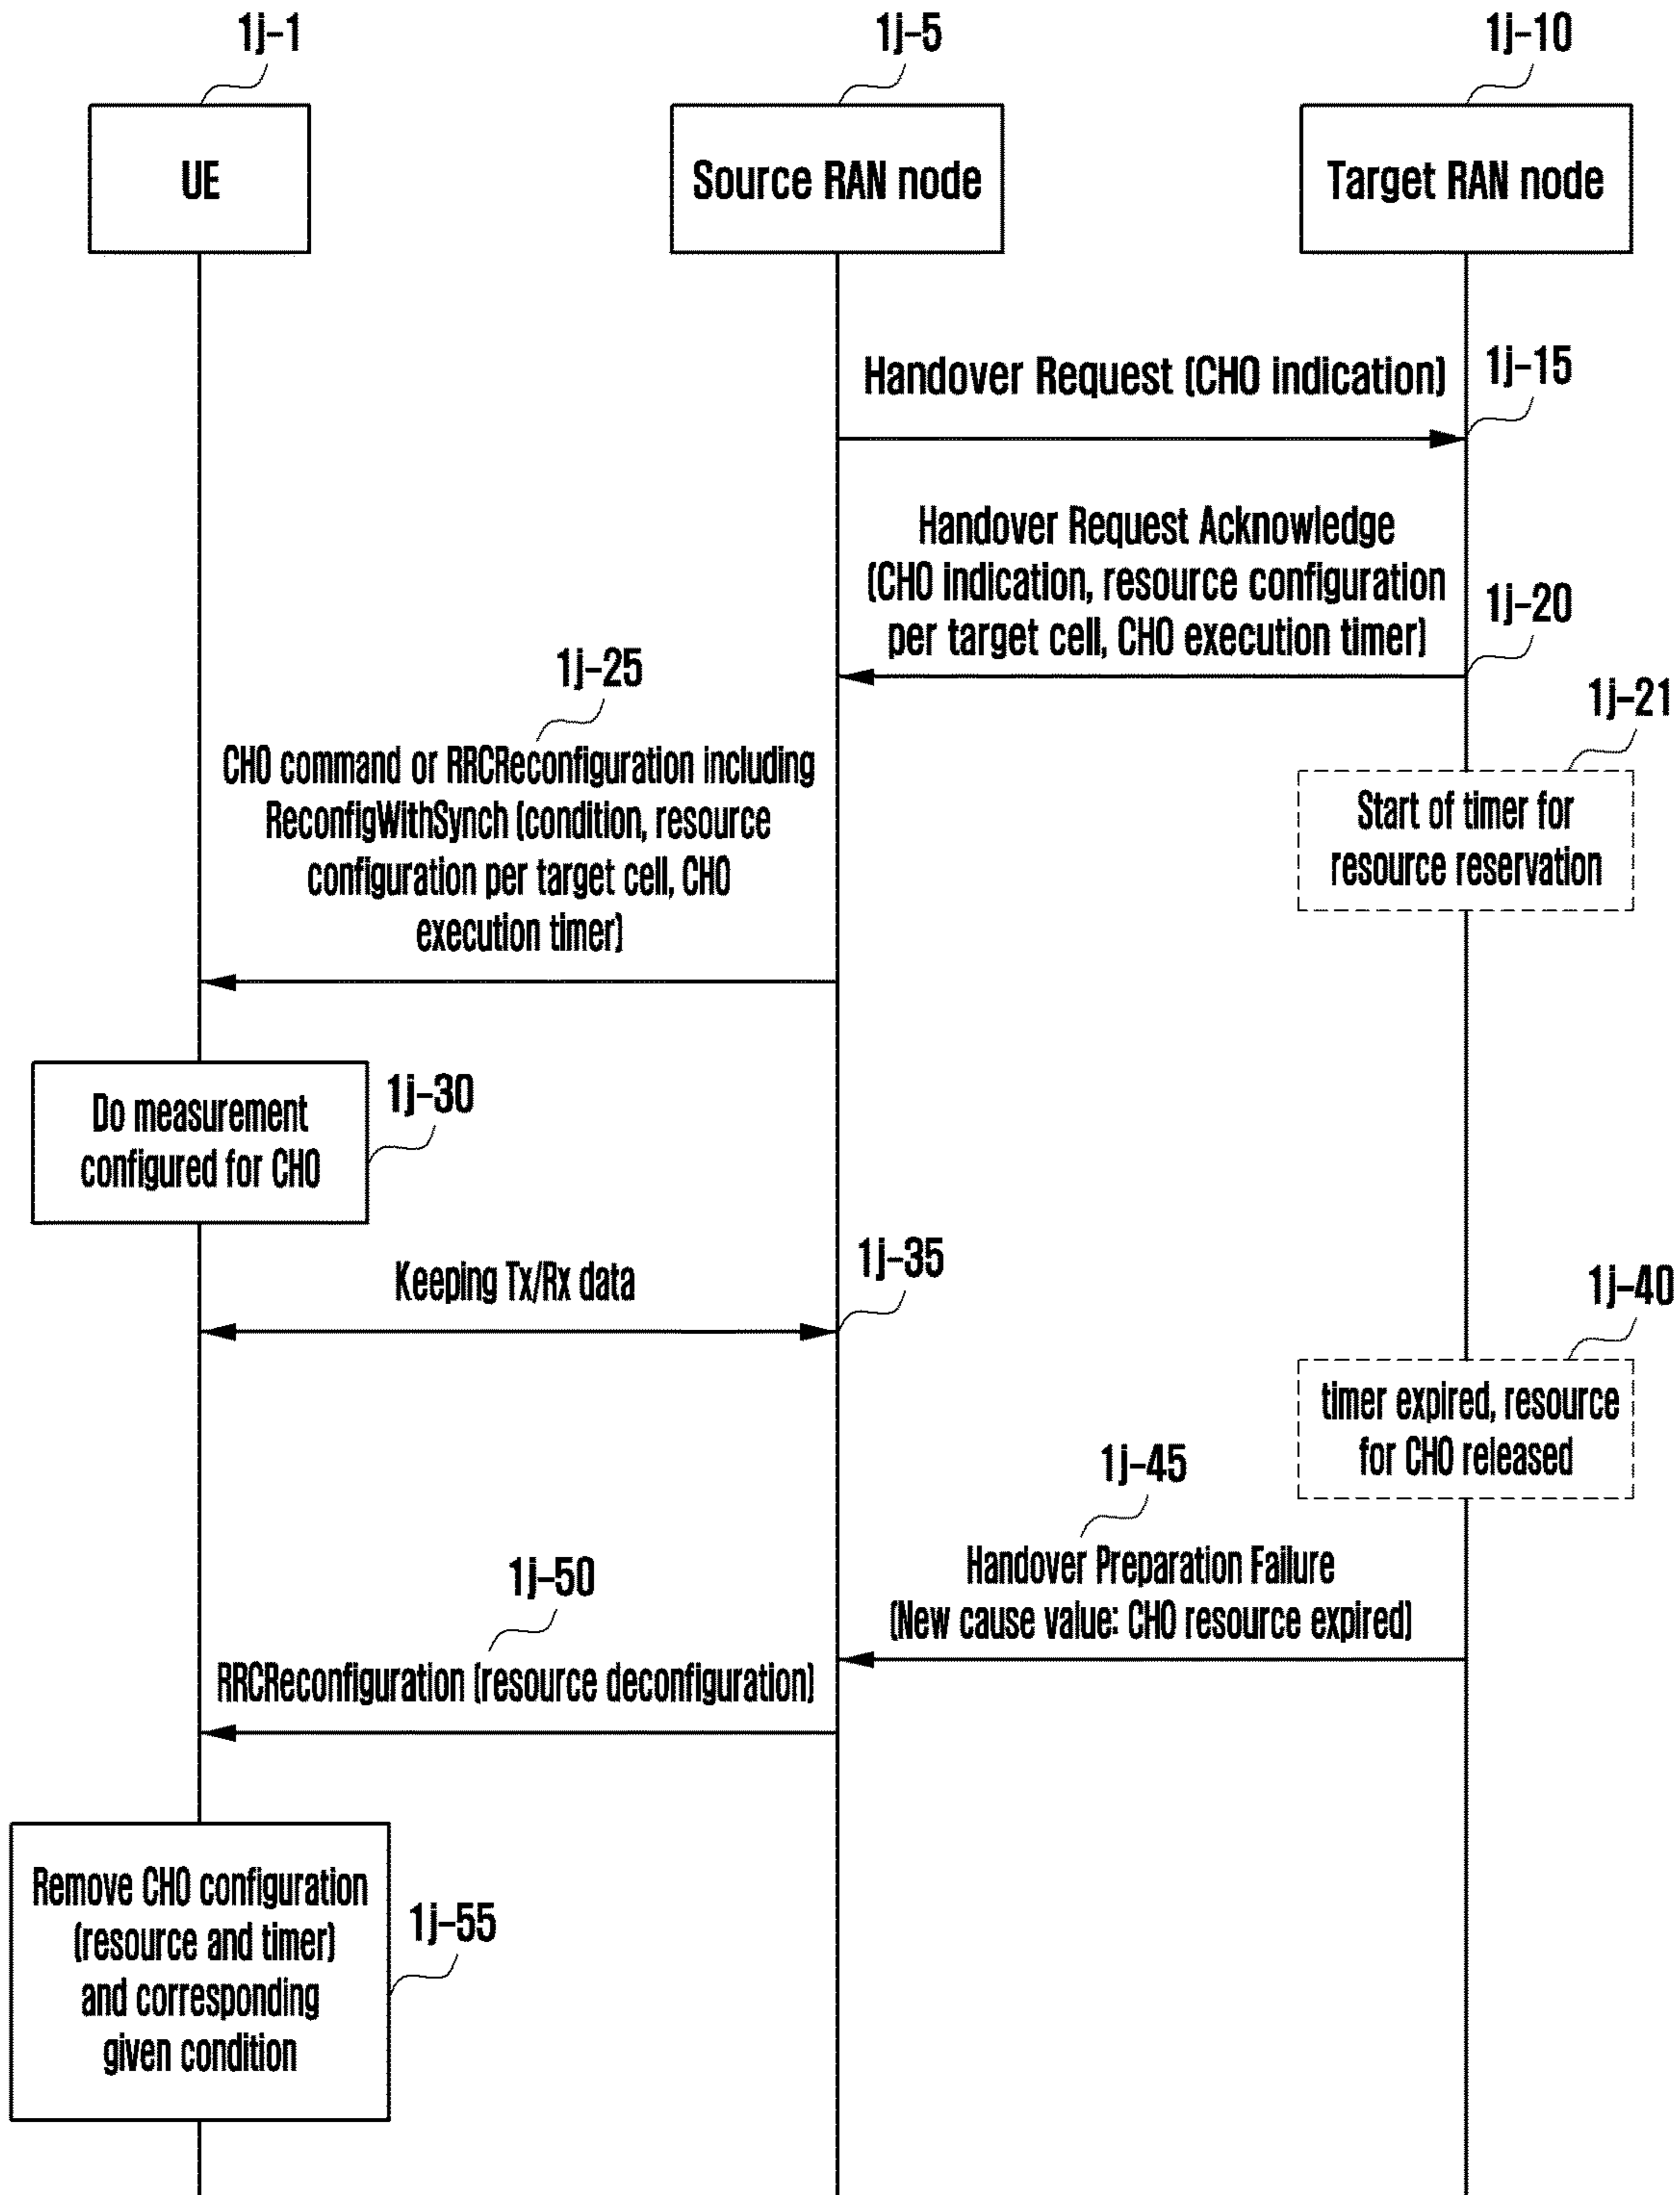 1j-1
1j-5
1j-10
UE
Source RAN node
Target RAN node
Handover Request (CHO indication)
1j-15
Handover Request Acknowledge
(CHO indication, resource configuration
per target cell, CHO execution timer)
1j-20
1j-21
Start of timer for
resource reservation
1j-25
CHO command or RRCReconfiguration including
ReconfigWithSynch (condition, resource
configuration per target cell, CHO
execution timer)
Do measurement
configured for CHO
1j-30
Keeping Tx/Rx data
1j-35
1j-40
timer expired, resource
for CHO released
1j-45
Handover Preparation Failure
(New cause value: CHO resource expired)
1j-50
RRCReconfiguration (resource deconfiguration)
Remove CHO configuration
(resource and timer)
and corresponding
given condition
1j-55